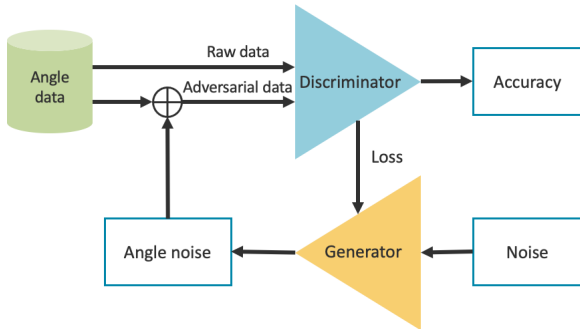 Raw data
Angle
data
Adversarial data
Discriminator
Accuracy
Loss
Angle noise
Generator
Noise